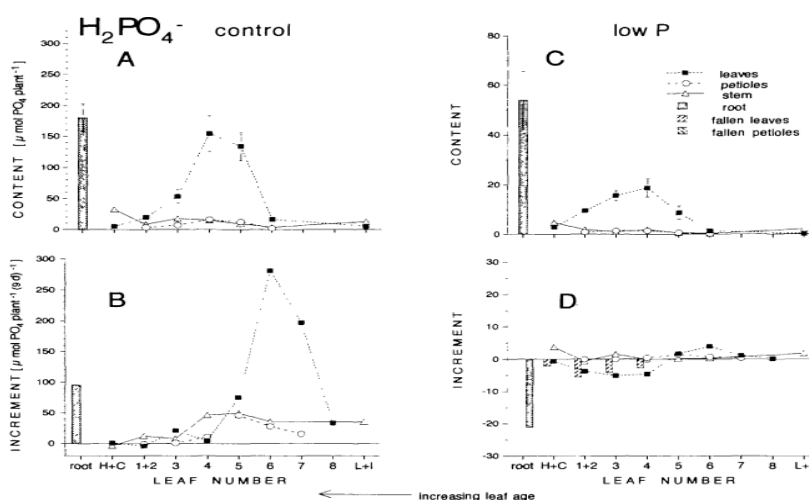 H2PO4- control
low P
A
C
leaves
petioles
stem
root
fallen leaves
fallen petioles
CONTENT [µmol PO4 plant-1]
300
250
200
150
100
50
0
CONTENT
80
60
40
20
0
B
D
INCREMENT [µmol PO4 plant-1 (9d)-1]
300
250
200
150
100
50
0
INCREMENT
30
20
10
0
-10
-20
-30
root H+C 1+2 3 4 5 6 7 8 L+I
LEAF NUMBER
root H+C 1+2 3 4 5 6 7 8 L+
LEAF NUMBER
increasing leaf age